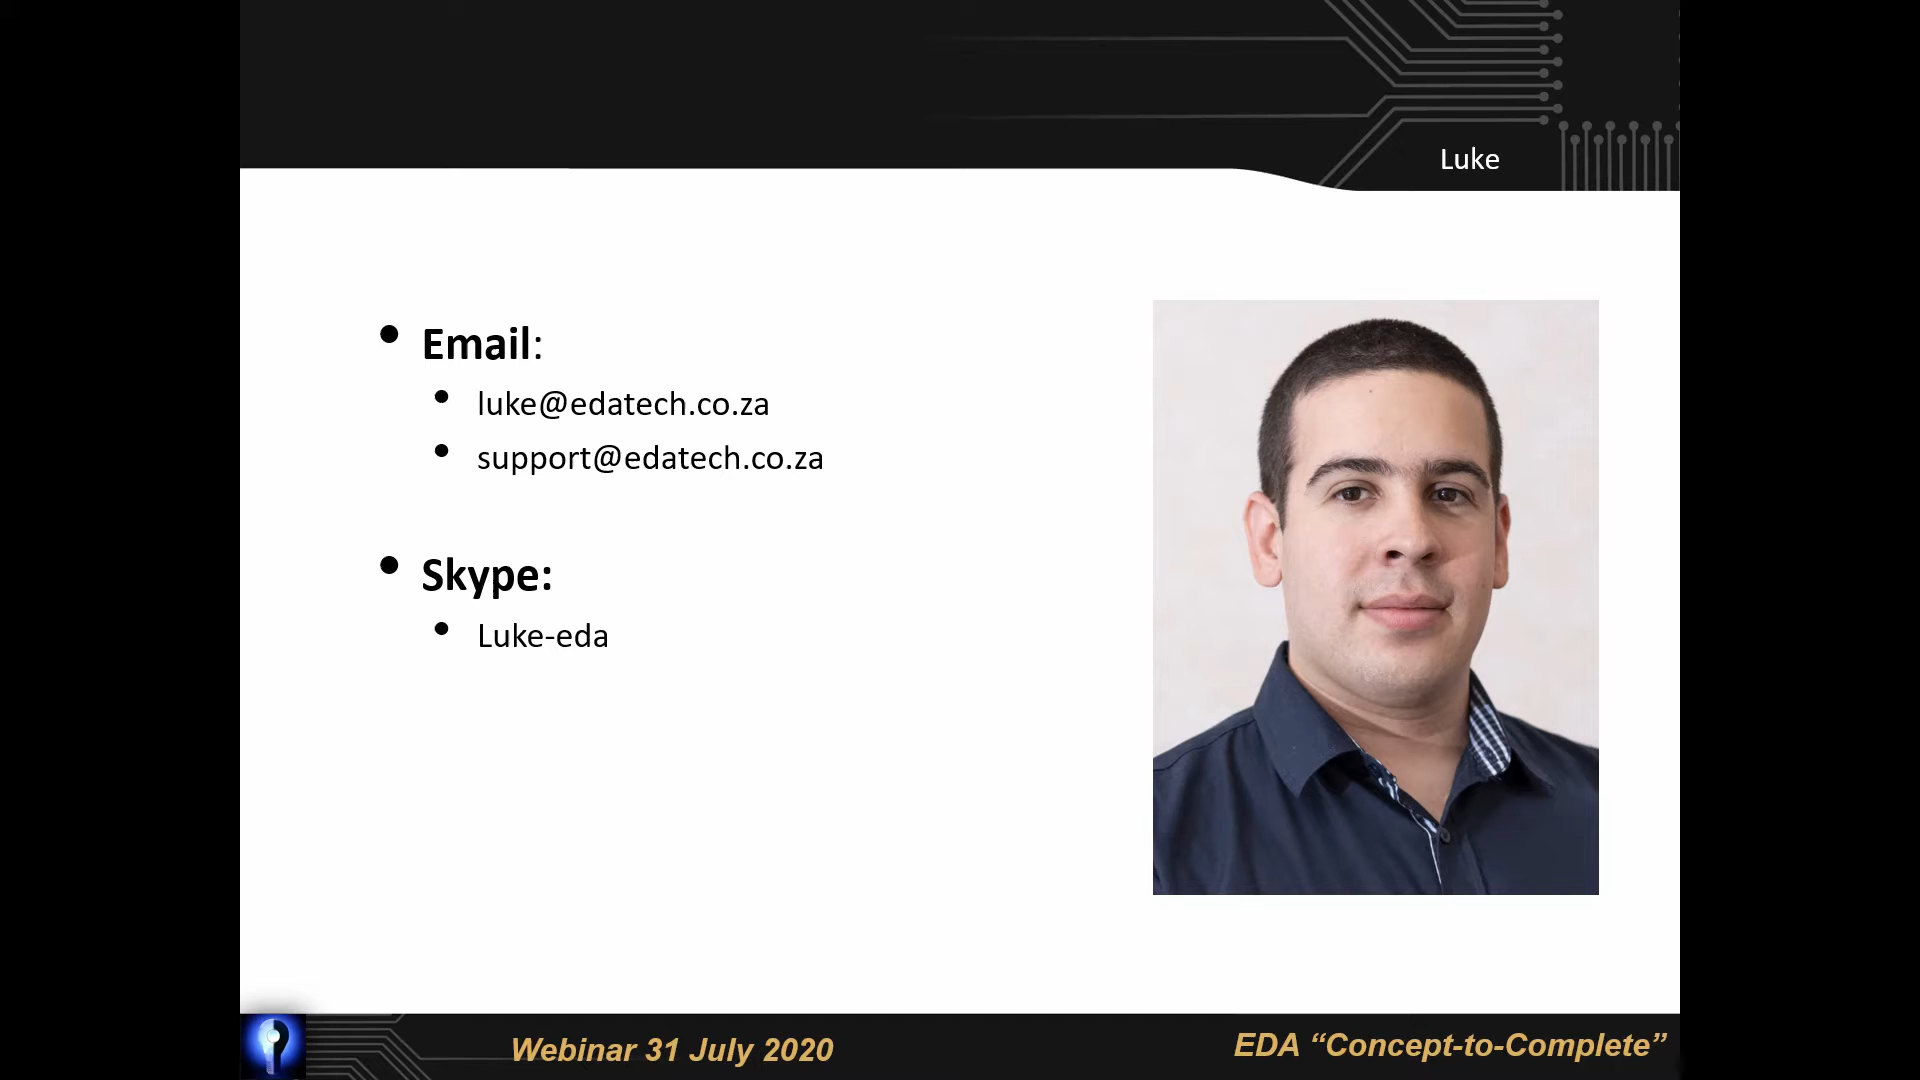 Luke
Email:
luke@edatech.co.za
support@edatech.co.za
Skype:
Luke-eda
Webinar 31 July 2020
EDA “Concept-to-Complete”